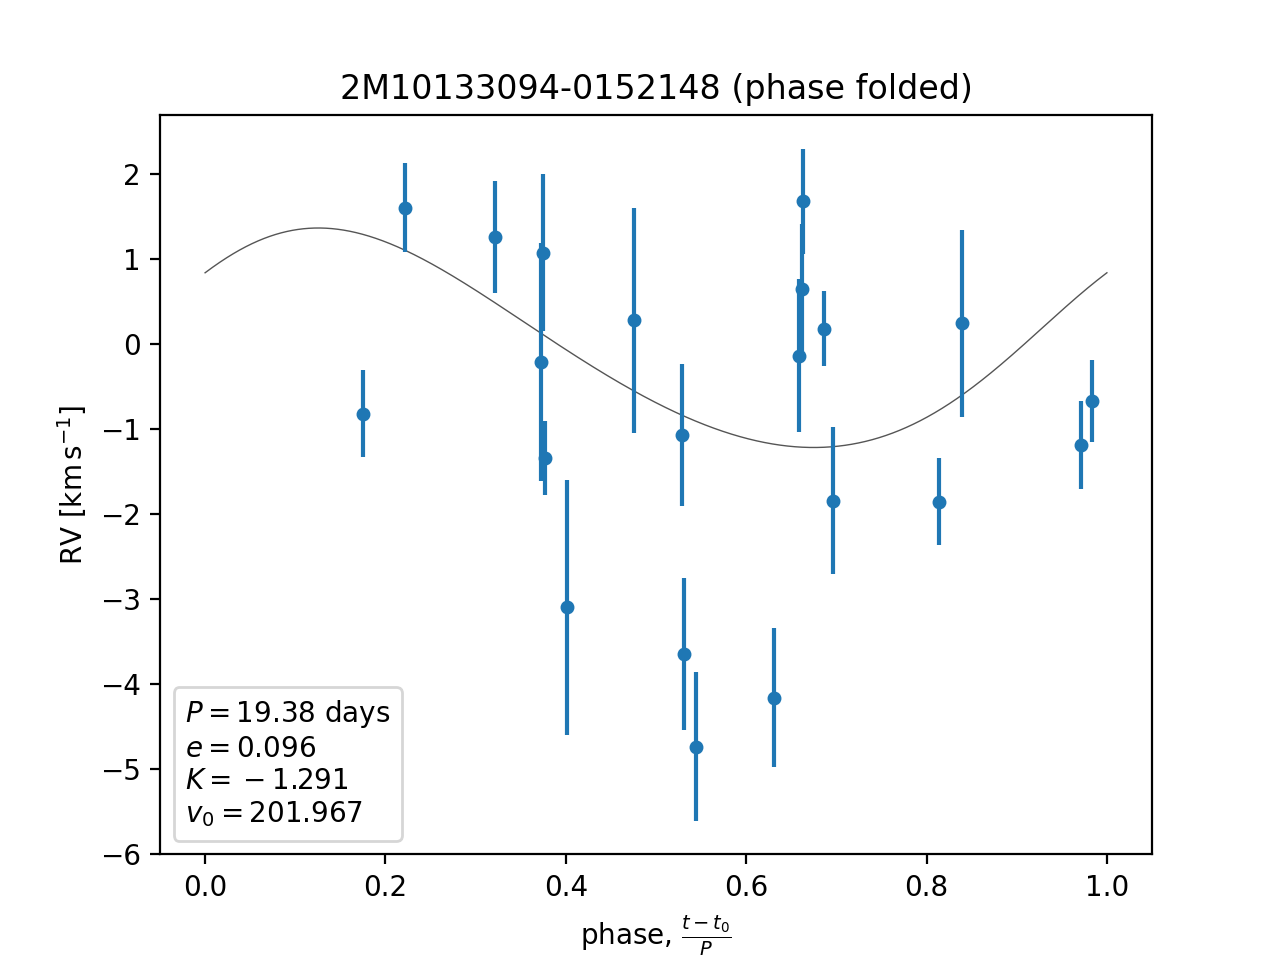 2M10133094-0152148 (phase folded)
2
1
0
−1
−2
−3
−4
−5
−6
RV [km s⁻¹]
P = 19.38 days
e = 0.096
K = −1.291
v₀ = 201.967
0.0 0.2 0.4 0.6 0.8 1.0
phase, (t − t₀)/P